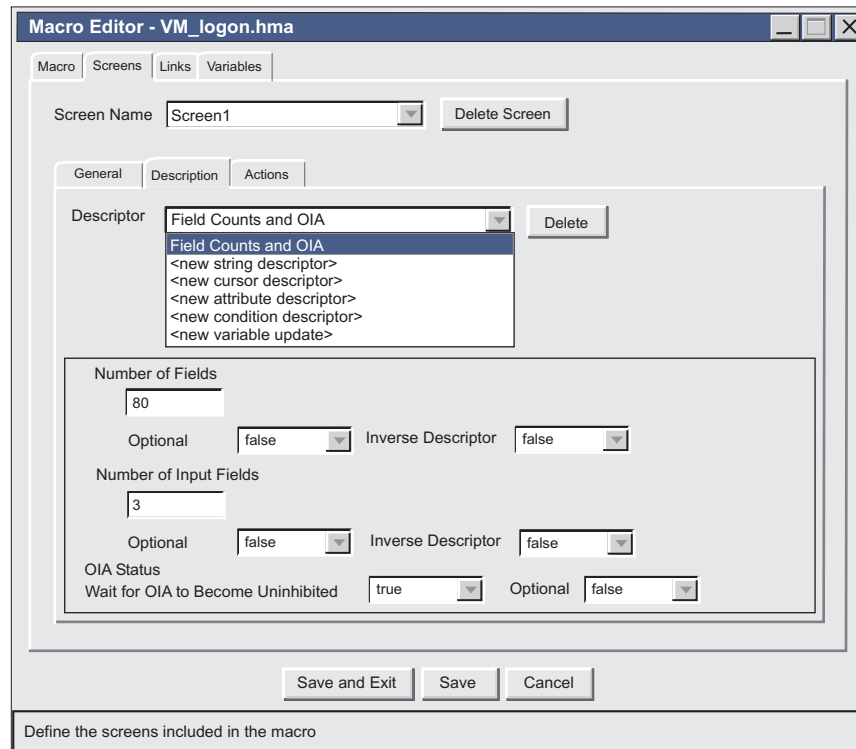 Macro Editor - VM_logon.hma
Macro Screens Links Variables
Screen Name Screen1 Delete Screen
General Description Actions
Descriptor Field Counts and OIA Delete
Field Counts and OIA
<new string descriptor>
<new cursor descriptor>
<new attribute descriptor>
<new condition descriptor>
<new variable update>
Number of Fields
80
Optional false Inverse Descriptor false
Number of Input Fields
3
Optional false Inverse Descriptor false
OIA Status
Wait for OIA to Become Uninhibited true Optional false
Save and Exit Save Cancel
Define the screens included in the macro